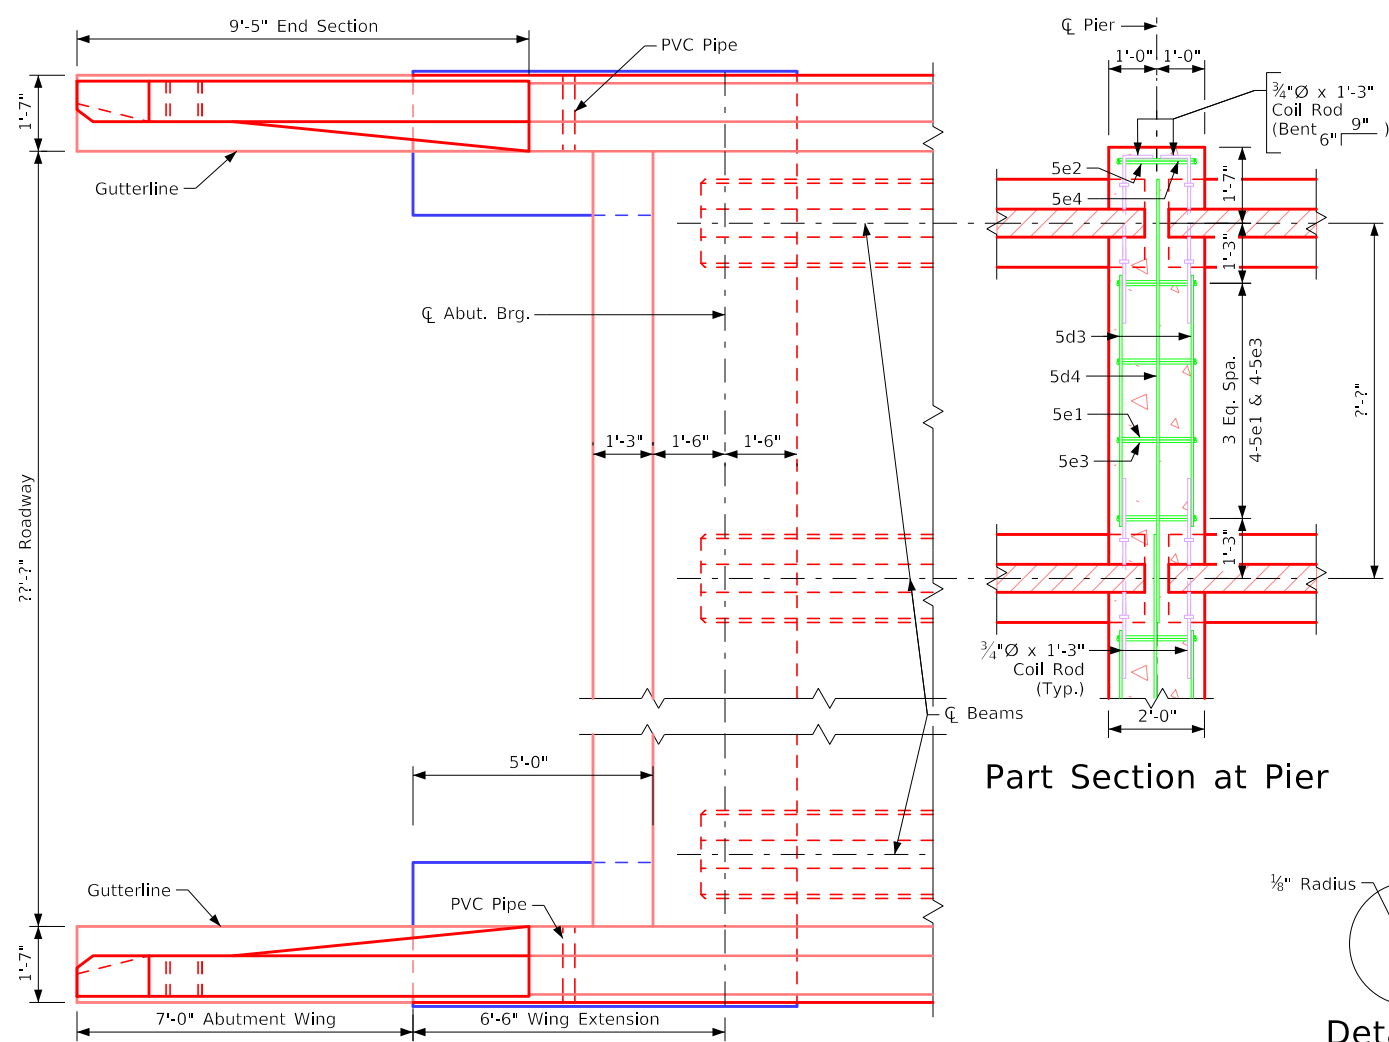 9'-5" End Section
PVC Pipe
1'-7"
Gutterline
℄ Abut. Brg.
1'-3"
1'-6"
1'-6"
??'-?" Roadway
5'-0"
℄ Beams
Gutterline
PVC Pipe
1'-7"
7'-0" Abutment Wing
6'-6" Wing Extension
℄ Pier
1'-0"
1'-0"
¾"Ø x 1'-3"
Coil Rod
(Bent 6" 9" )
5e2
5e4
1'-7"
1'-3"
5d3
5d4
5e1
5e3
3 Eq. Spa.
4-5e1 & 4-5e3
?'-?"
1'-3"
¾"Ø x 1'-3"
Coil Rod
(Typ.)
2'-0"
Part Section at Pier
⅛" Radius
Deta